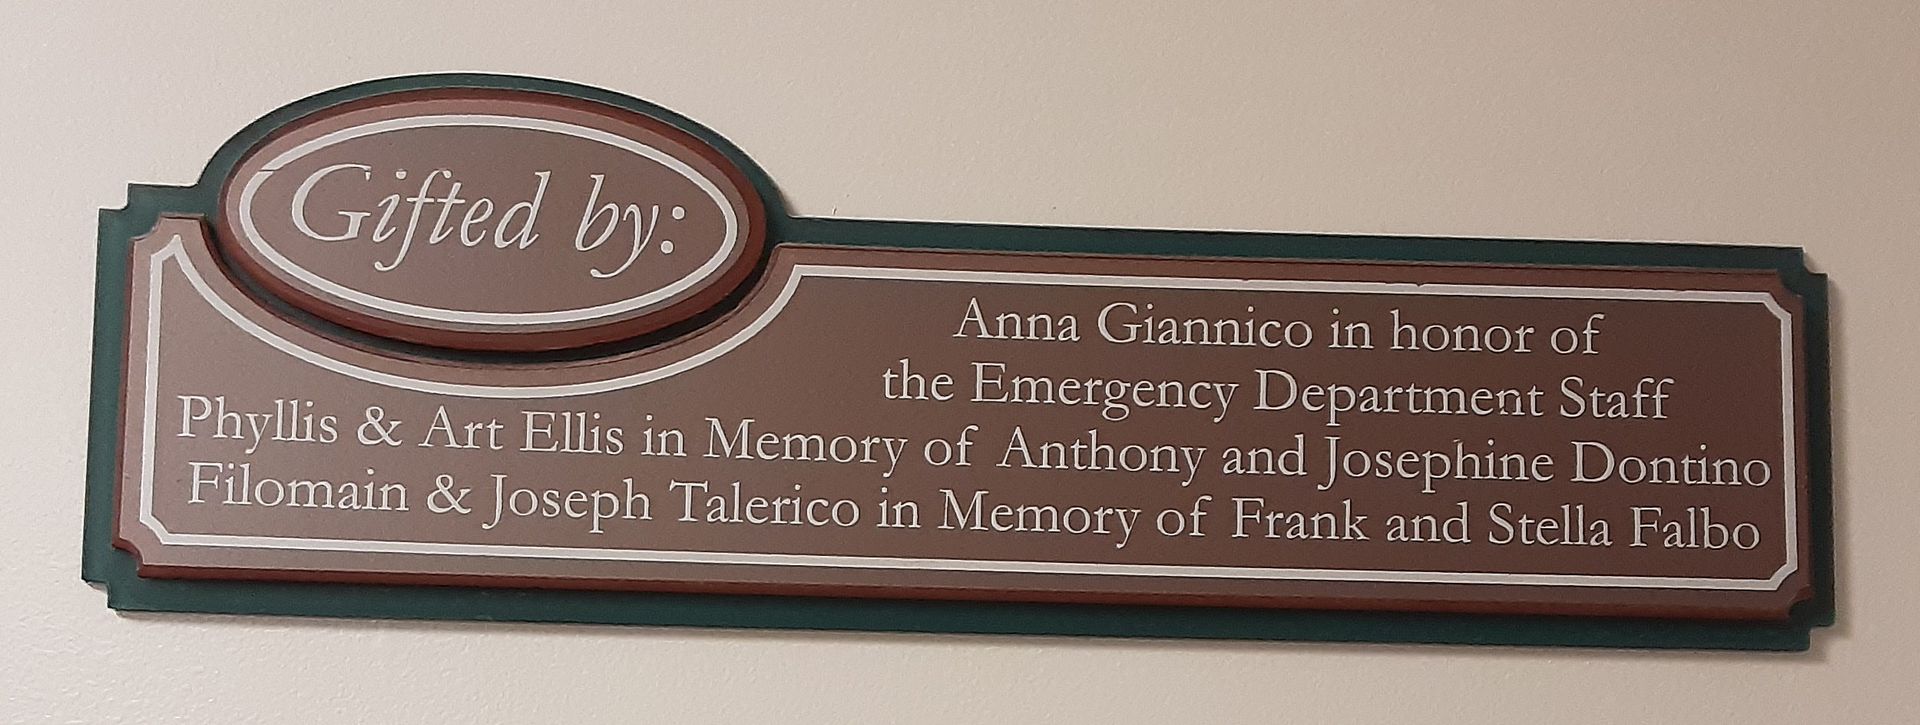 Gifted by:
Anna Giannico in honor of
the Emergency Department Staff
Phyllis & Art Ellis in Memory of Anthony and Josephine Dontino
Filomain & Joseph Talerico in Memory of Frank and Stella Falbo